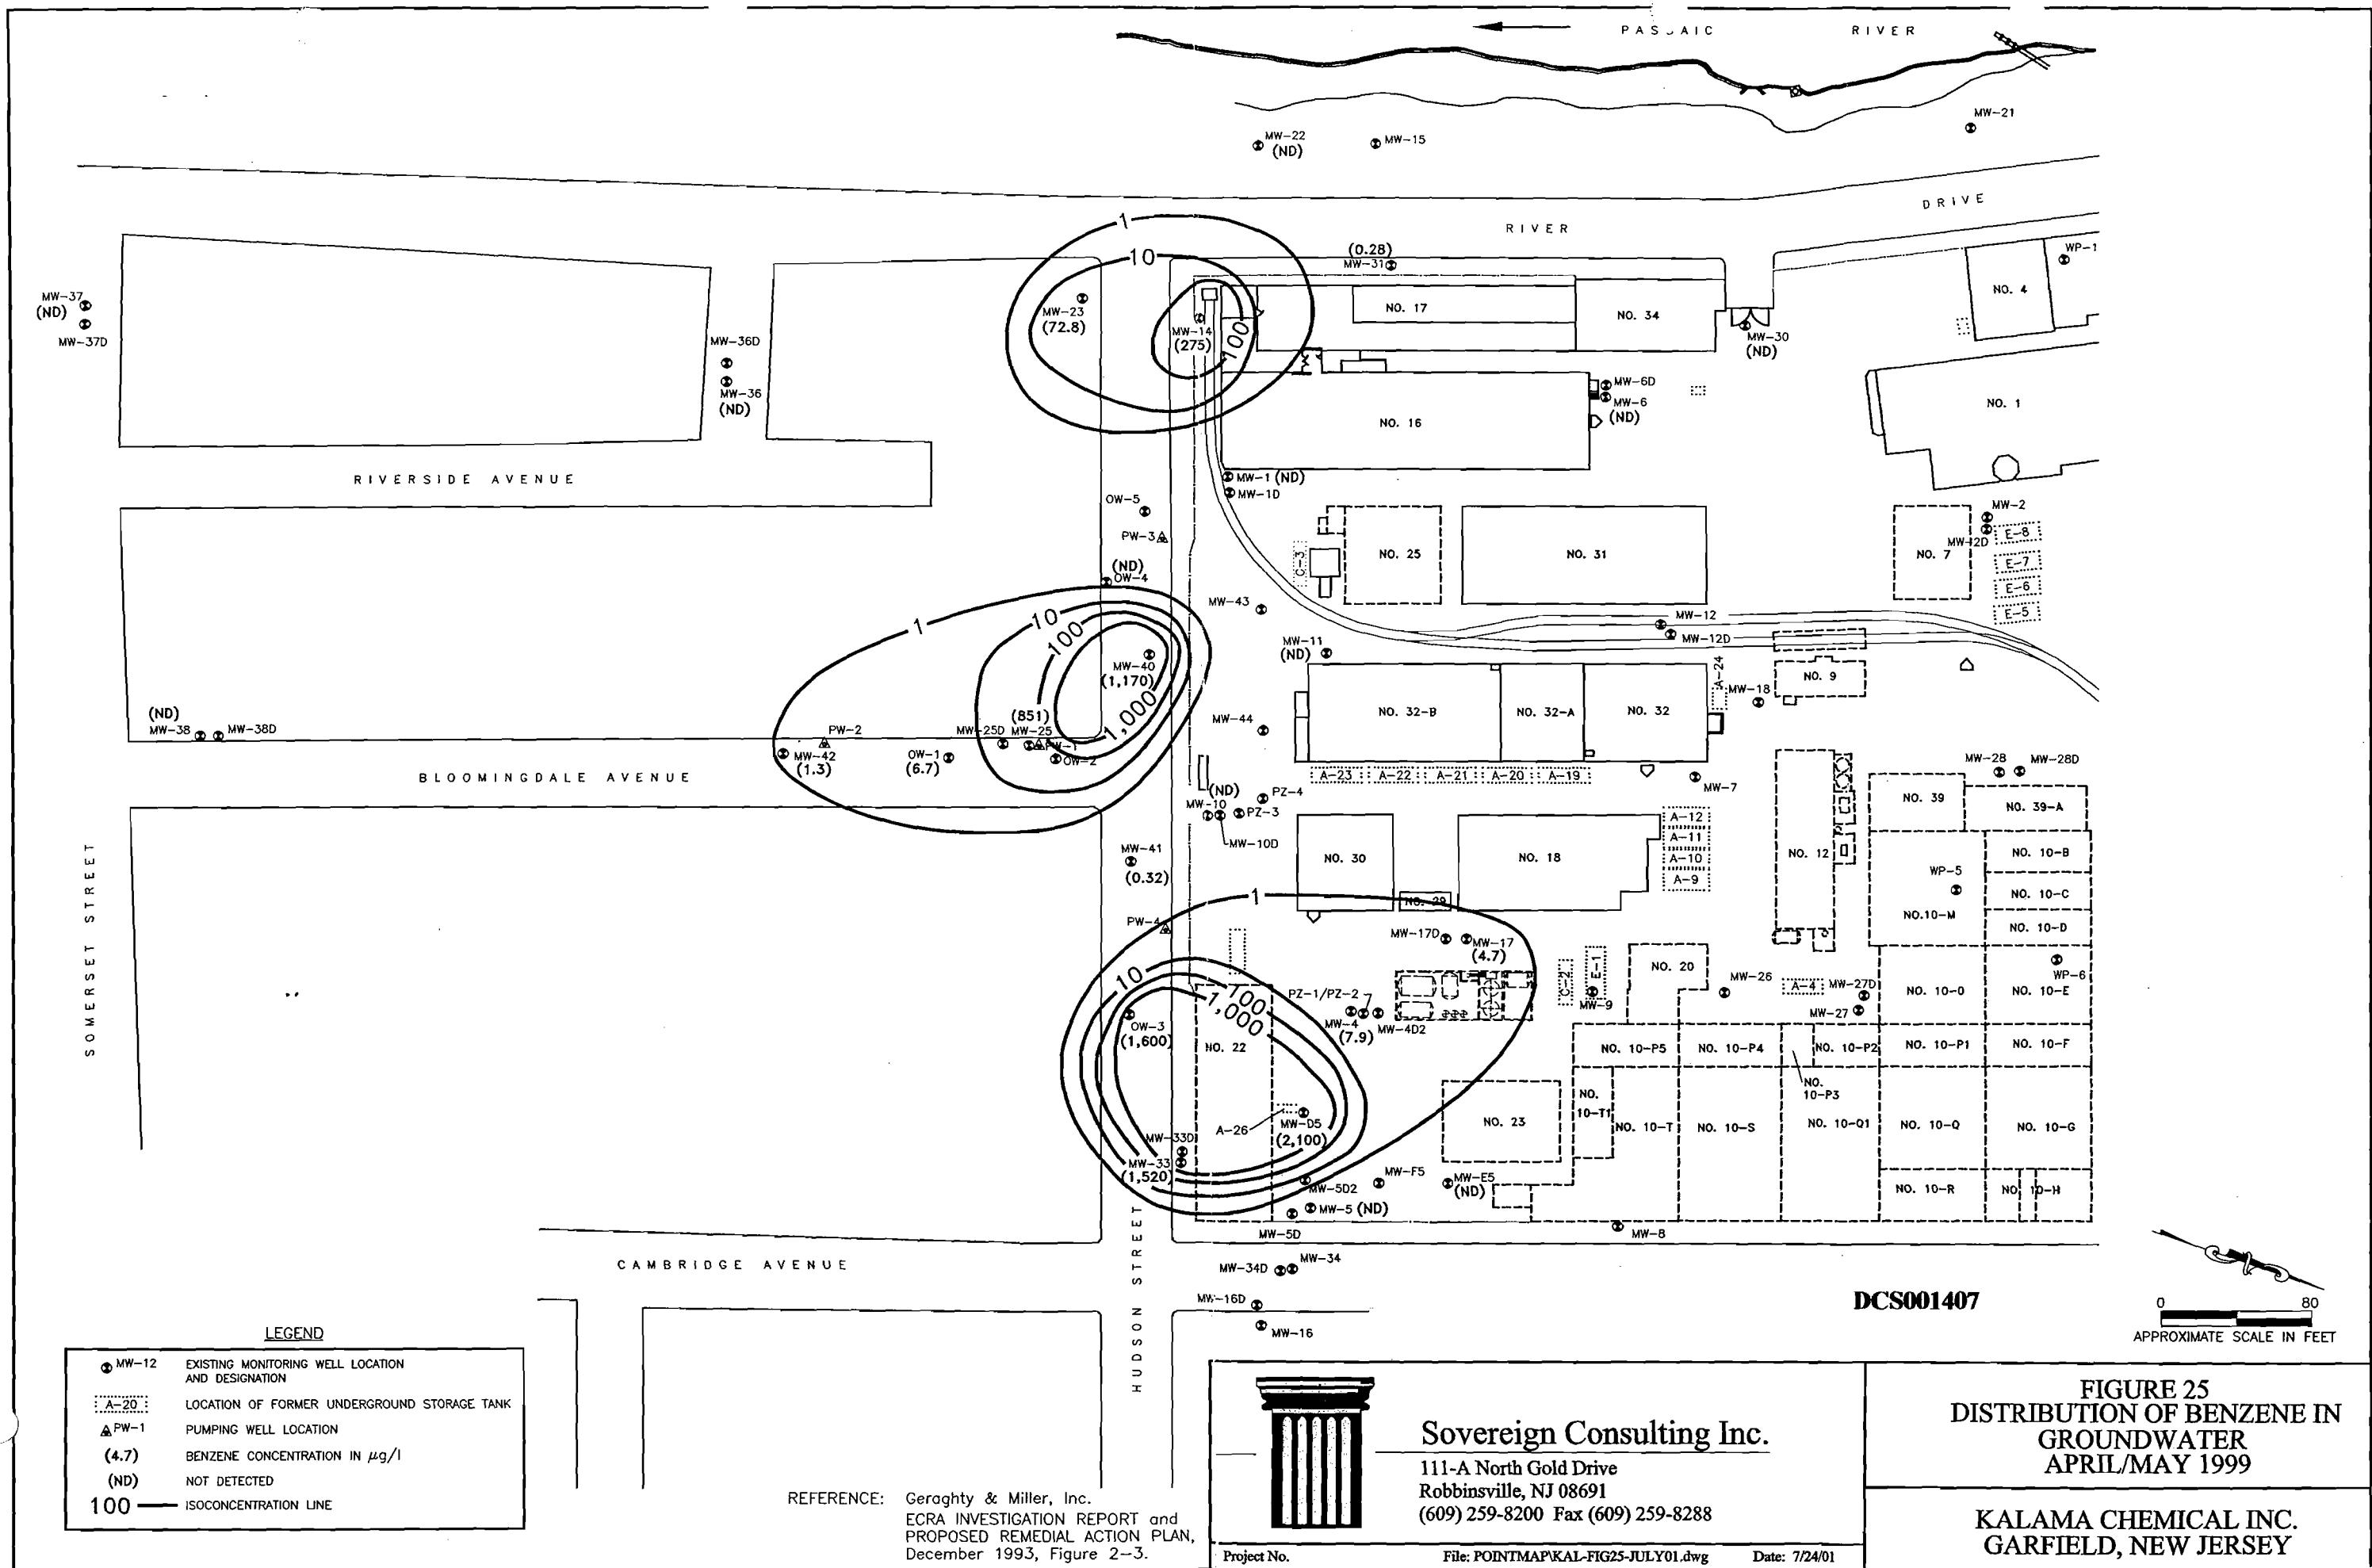 PASSAIC RIVER
MW-21
MW-22
(ND)
MW-15
DRIVE
RIVER
1
10
100
(0.28)
MW-31
MW-23
(72.8)
MW-14
(275)
NO. 17
NO. 34
MW-30
(ND)
NO. 4
WP-1
MW-37
(ND)
MW-37D
MW-36D
MW-36
(ND)
MW-6D
MW-6
(ND)
NO. 16
NO. 1
RIVERSIDE AVENUE
MW-1 (ND)
MW-1D
OW-5
PW-3
(ND)
OW-4
C-3
NO. 25
NO. 31
NO. 7
MW-2
MW-12D
E-8
E-7
E-6
E-5
MW-43
MW-12
MW-12D
MW-11
(ND)
1
10
100
1,000
MW-40
(1,170)
(851)
MW-25D MW-25
PW-1
OW-2
OW-1
(6.7)
PW-2
MW-42
(1.3)
(ND)
MW-38
MW-38D
BLOOMINGDALE AVENUE
MW-44
NO. 32-B
NO. 32-A
NO. 32
A-24
MW-18
NO. 9
A-23
A-22
A-21
A-20
A-19
MW-7
MW-28
MW-28D
(ND)
MW-10
PZ-4
PZ-3
MW-10D
NO. 30
NO. 18
NO. 29
A-12
A-11
A-10
A-9
NO. 12
NO. 39
NO. 39-A
NO. 10-B
WP-5
NO. 10-C
NO.10-M
NO. 10-D
SOMERSET STREET
MW-41
(0.32)
PW-4
1
10
100
1,000
MW-17D
MW-17
(4.7)
PZ-1/PZ-2
MW-4
(7.9)
MW-4D2
C-2
E-1
MW-9
NO. 20
MW-26
A-4
MW-27D
MW-27
NO. 10-O
WP-6
NO. 10-E
OW-3
(1,600)
NO. 22
NO. 10-P5
NO. 10-P4
NO. 10-P2
NO. 10-P1
NO. 10-F
NO.
10-P3
A-26
MW-D5
(2,100)
NO. 23
NO.
10-T1
NO. 10-T
NO. 10-S
NO. 10-Q1
NO. 10-Q
NO. 10-G
MW-33D
MW-33
(1,520)
MW-5D2
MW-F5
MW-E5
(ND)
MW-5 (ND)
MW-5D
NO. 10-R
NO. 10-H
MW-8
CAMBRIDGE AVENUE
HUDSON STREET
MW-34D
MW-34
MW-16D
MW-16
DCS001407
0 80
APPROXIMATE SCALE IN FEET
LEGEND
MW-12 EXISTING MONITORING WELL LOCATION
AND DESIGNATION
A-20 LOCATION OF FORMER UNDERGROUND STORAGE TANK
PW-1 PUMPING WELL LOCATION
(4.7) BENZENE CONCENTRATION IN µg/l
(ND) NOT DETECTED
100 ISOCONCENTRATION LINE
REFERENCE: Geraghty & Miller, Inc.
ECRA INVESTIGATION REPORT and
PROPOSED REMEDIAL ACTION PLAN,
December 1993, Figure 2-3.
Sovereign Consulting Inc.
111-A North Gold Drive
Robbinsville, NJ 08691
(609) 259-8200 Fax (609) 259-8288
Project No. File: POINTMAP\KAL-FIG25-JULY01.dwg Date: 7/24/01
FIGURE 25
DISTRIBUTION OF BENZENE IN
GROUNDWATER
APRIL/MAY 1999
KALAMA CHEMICAL INC.
GARFIELD, NEW JERSEY